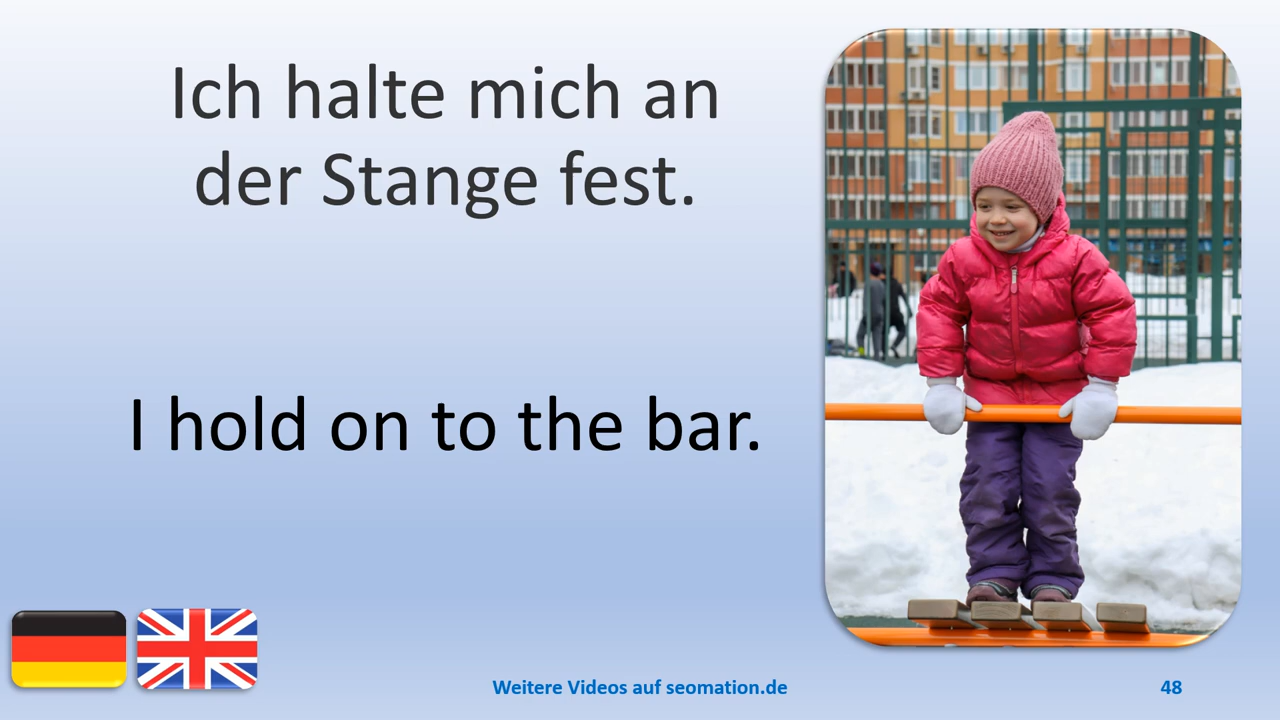 Ich halte mich an
der Stange fest.
I hold on to the bar.
Weitere Videos auf seomation.de
48